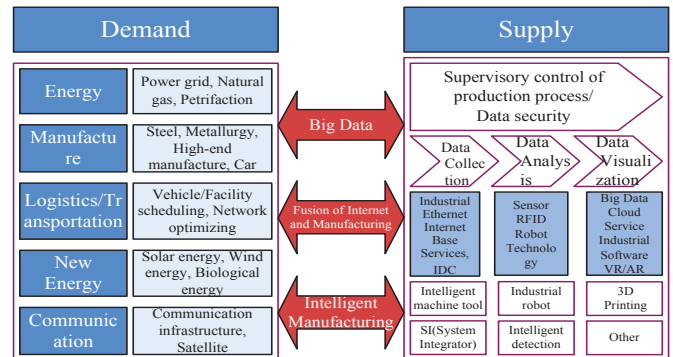 Demand
Supply
Energy
Power grid, Natural
gas, Petrifaction
Manufactu
re
Steel, Metallurgy,
High-end
manufacture, Car
Logistics/Tr
ansportation
Vehicle/Facility
scheduling, Network
optimizing
New
Energy
Solar energy, Wind
energy, Biological
energy
Communic
ation
Communication
infrastructure,
Satellite
Big Data
Fusion of Internet
and Manufacturing
Intelligent
Manufacturing
Supervisory control of
production process/
Data security
Data
Collec
tion
Data
Analys
is
Data
Visuali
zation
Industrial
Ethernet
Internet
Base
Services,
IDC
Sensor
RFID
Robot
Technolo
gy
Big Data
Cloud
Service
Industrial
Software
VR/AR
Intelligent
machine tool
Industrial
robot
3D
Printing
SI(System
Integrator)
Intelligent
detection
Other